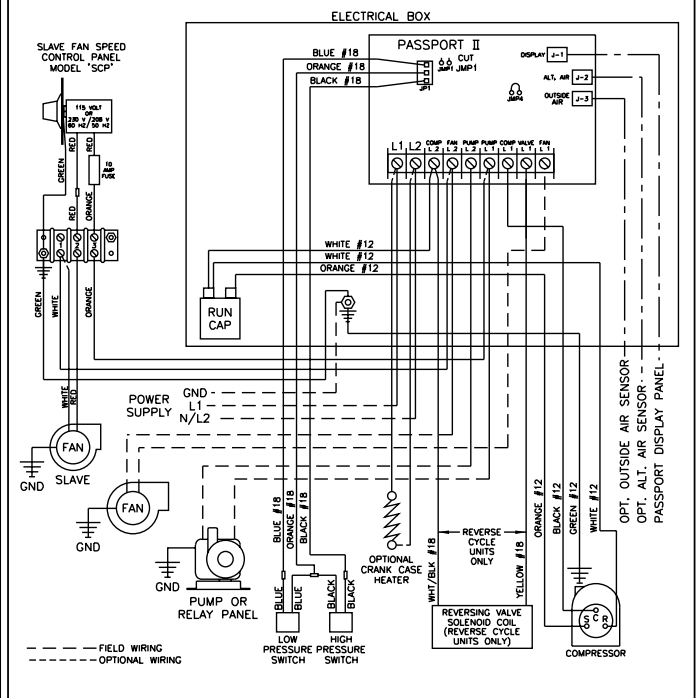 ELECTRICAL BOX
SLAVE FAN SPEED
CONTROL PANEL
MODEL 'SCP'
BLUE #18
ORANGE #18
BLACK #18
PASSPORT II
CUT
JMP1 JMP1
JP1
JMP4
DISPLAY J-1
ALT, AIR J-2
OUTSIDE
AIR J-3
115 VOLT
OR
230 V /208 V
60 HZ/ 50 HZ
GREEN
RED
RED
10
AMP
FUSE
RED
ORANGE
L1 L2 COMP L2 FAN L2 PUMP L2 PUMP L1 COMP L1 VALVE L1 FAN L1
1 2 3
WHITE #12
WHITE #12
ORANGE #12
RUN
CAP
GREEN
WHITE
ORANGE
WHITE
RED
POWER
SUPPLY
GND
L1
N/L2
FAN
SLAVE
GND
FAN
GND
GND
PUMP OR
RELAY PANEL
BLUE #18
ORANGE #18
BLACK #18
BLUE
BLUE
BLACK
BLACK
LOW
PRESSURE
SWITCH
HIGH
PRESSURE
SWITCH
OPTIONAL
CRANK CASE
HEATER
WHT/BLK #18
REVERSE
CYCLE
UNITS
ONLY
YELLOW #18
REVERSING VALVE
SOLENOID COIL
(REVERSE CYCLE
UNITS ONLY)
ORANGE #12
BLACK #12
GREEN #12
WHITE #12
S C R
COMPRESSOR
OPT. OUTSIDE AIR SENSOR
OPT. ALT. AIR SENSOR
PASSPORT DISPLAY PANEL
FIELD WIRING
OPTIONAL WIRING